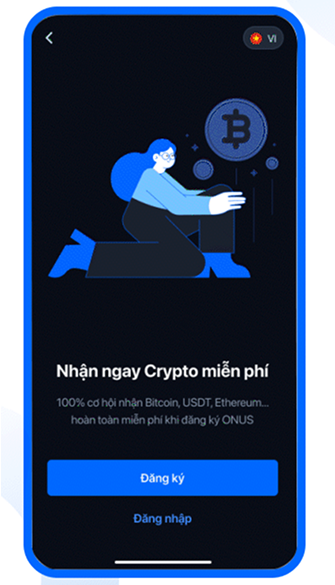 VI
Nhận ngay Crypto miễn phí
100% cơ hội nhận Bitcoin, USDT, Ethereum...
hoàn toàn miễn phí khi đăng ký ONUS
Đăng ký
Đăng nhập